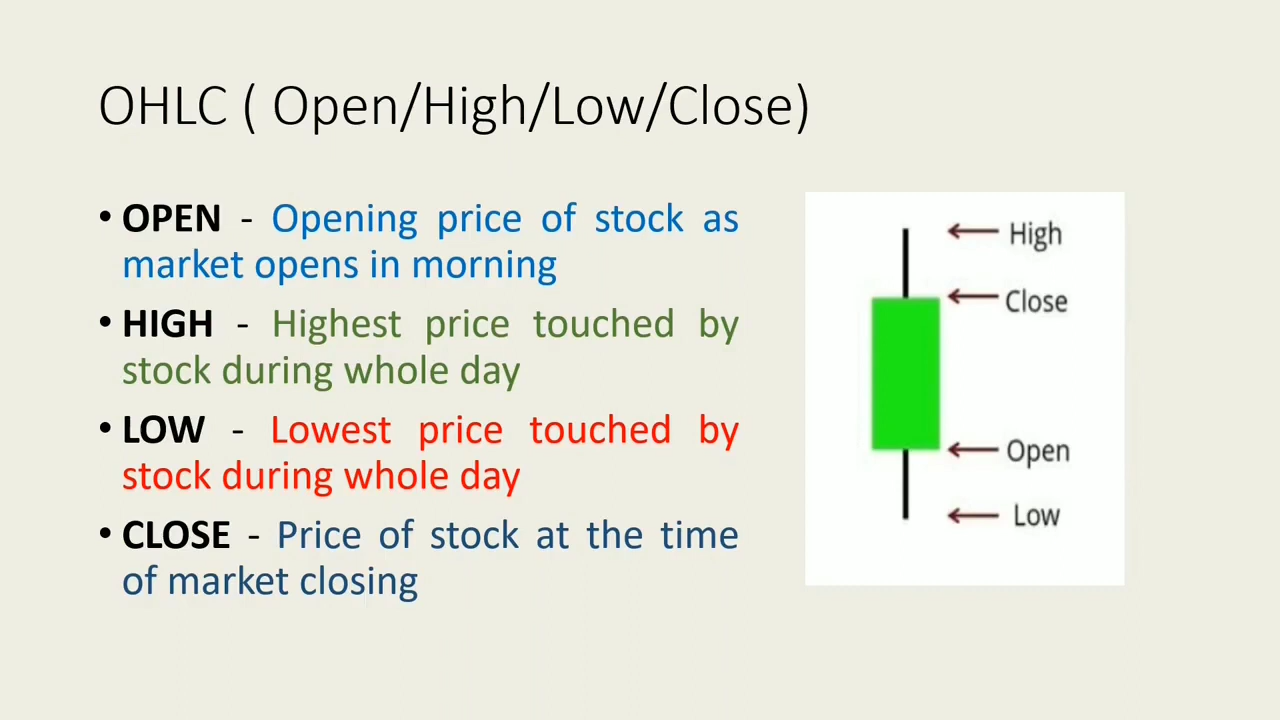 OHLC ( Open/High/Low/Close)
• OPEN - Opening price of stock as
market opens in morning
• HIGH - Highest price touched by
stock during whole day
• LOW - Lowest price touched by
stock during whole day
• CLOSE - Price of stock at the time
of market closing
High
Close
Open
Low